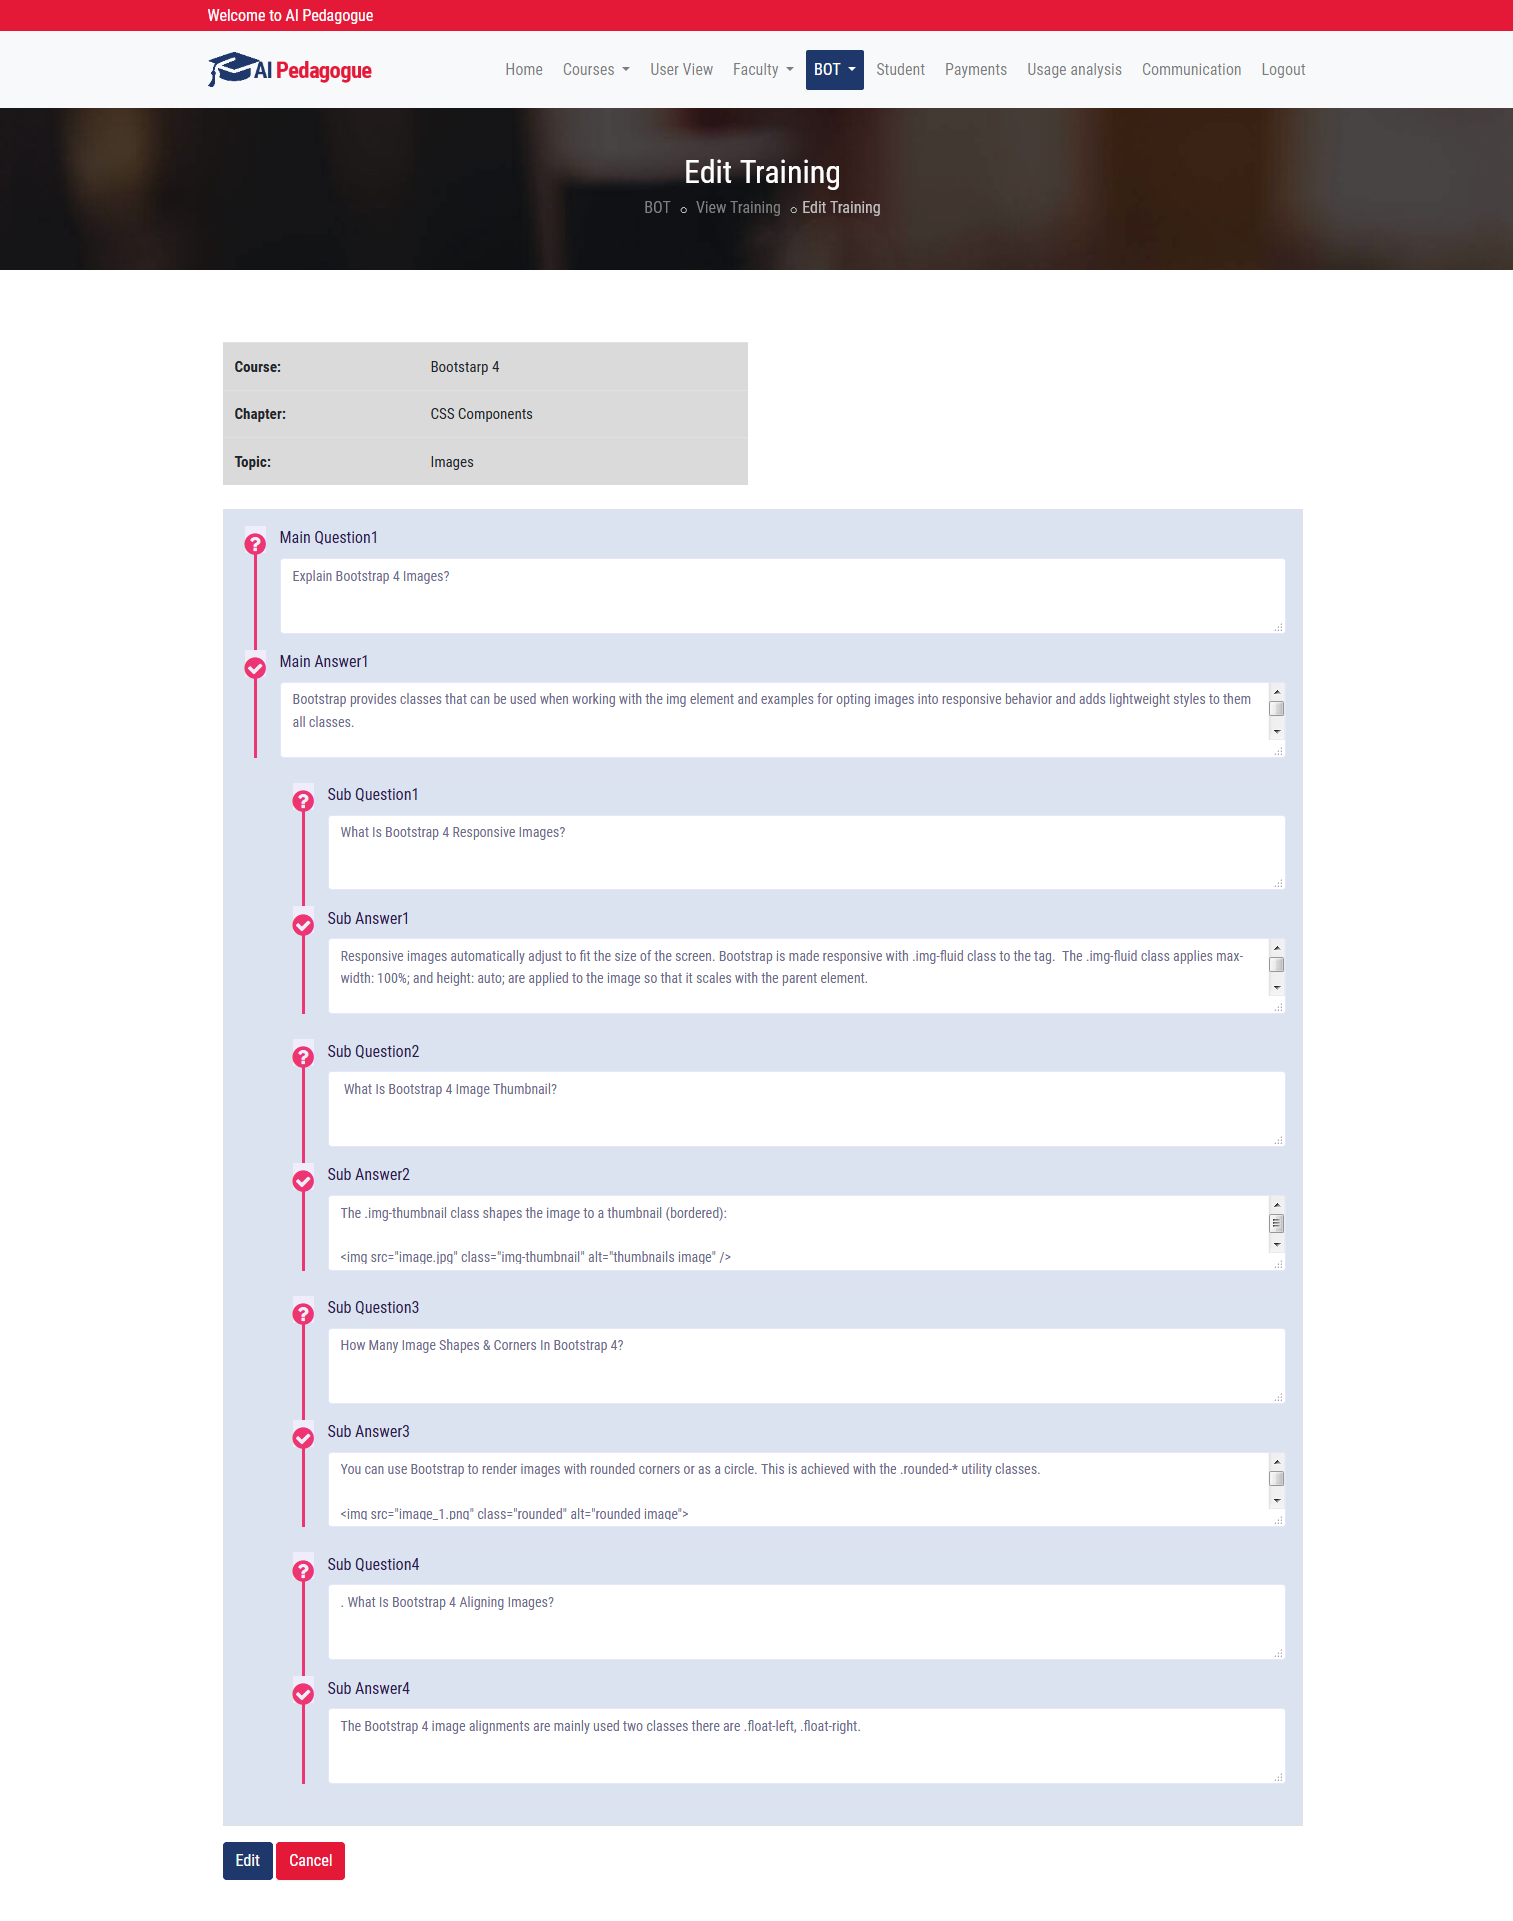 Welcome to AI Pedagogue
AI Pedagogue
Home Courses User View Faculty BOT Student Payments Usage analysis Communication Logout
Edit Training
BOT View Training Edit Training
Course: Bootstarp 4
Chapter: CSS Components
Topic: Images
Main Question1
Explain Bootstrap 4 Images?
Main Answer1
Bootstrap provides classes that can be used when working with the img element and examples for opting images into responsive behavior and adds lightweight styles to them
all classes.
Sub Question1
What Is Bootstrap 4 Responsive Images?
Sub Answer1
Responsive images automatically adjust to fit the size of the screen. Bootstrap is made responsive with .img-fluid class to the tag.  The .img-fluid class applies max-
width: 100%; and height: auto; are applied to the image so that it scales with the parent element.
Sub Question2
What Is Bootstrap 4 Image Thumbnail?
Sub Answer2
The .img-thumbnail class shapes the image to a thumbnail (bordered):
<img src="image.jpg" class="img-thumbnail" alt="thumbnails image" />
Sub Question3
How Many Image Shapes & Corners In Bootstrap 4?
Sub Answer3
You can use Bootstrap to render images with rounded corners or as a circle. This is achieved with the .rounded-* utility classes.
<img src="image_1.png" class="rounded" alt="rounded image">
Sub Question4
. What Is Bootstrap 4 Aligning Images?
Sub Answer4
The Bootstrap 4 image alignments are mainly used two classes there are .float-left, .float-right.
Edit Cancel